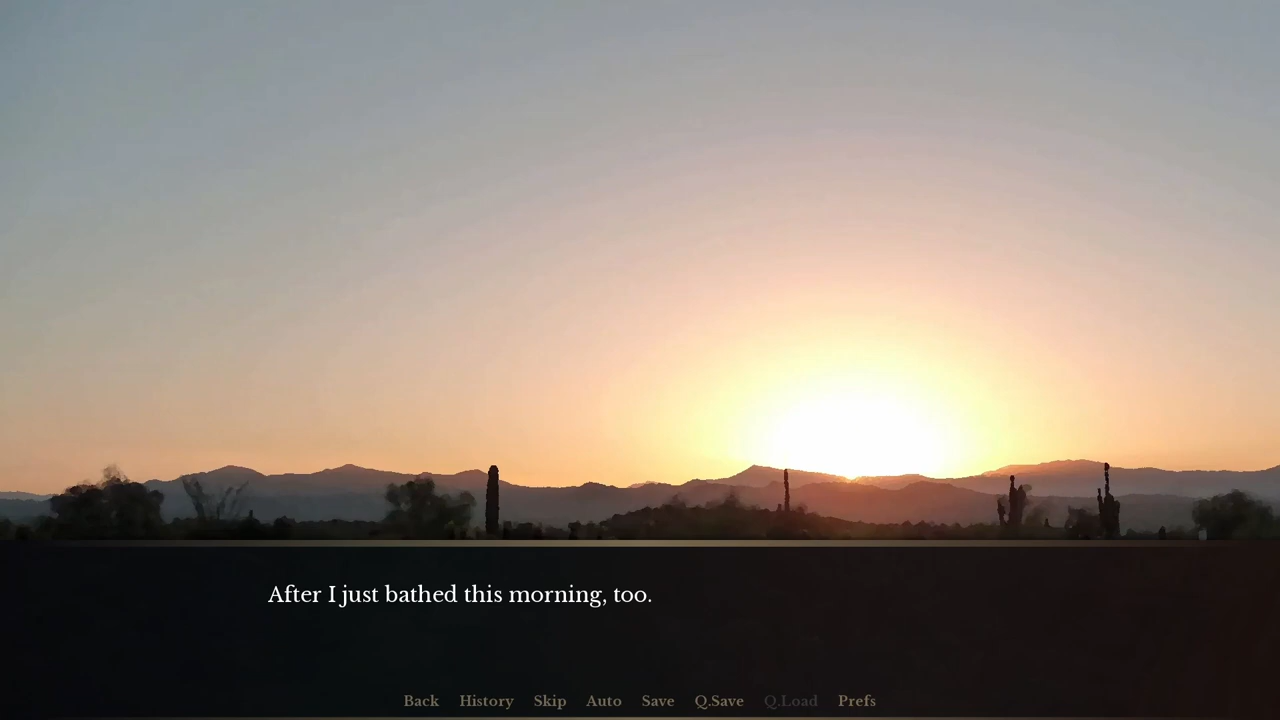 After I just bathed this morning, too.
Back History Skip Auto Save Q.Save Q.Load Prefs